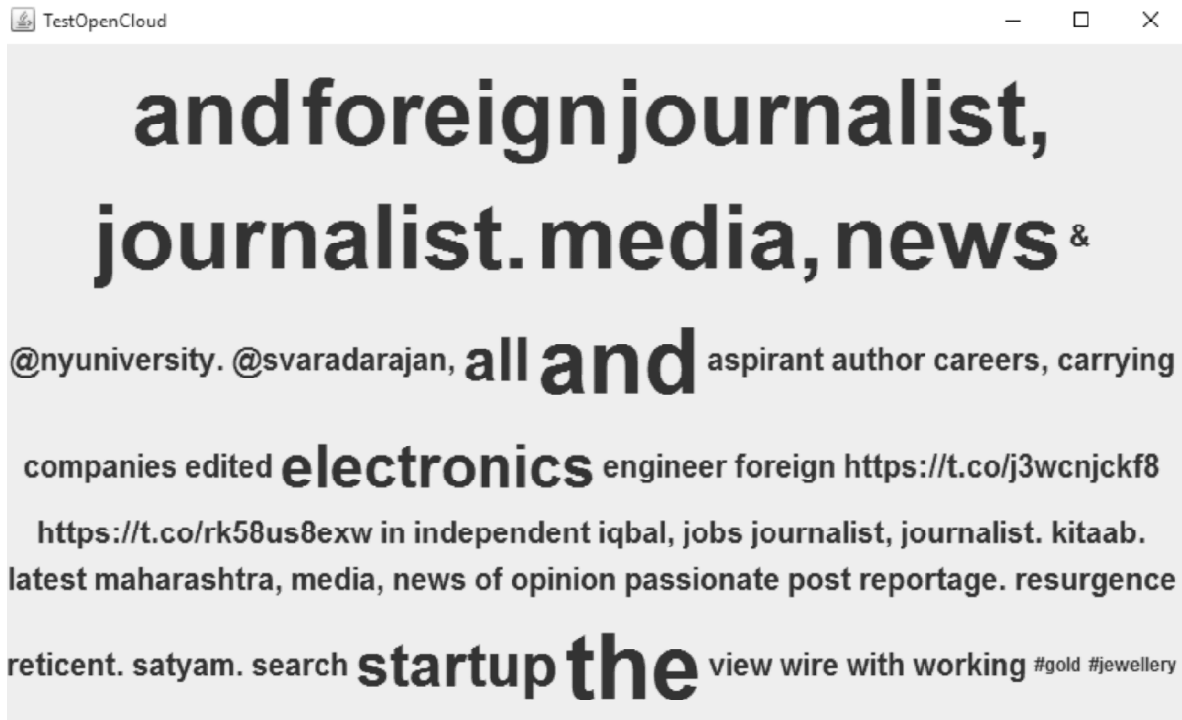 TestOpenCloud
and foreign journalist,
journalist. media, news &
@nyuniversity. @svaradarajan, all and aspirant author careers, carrying
companies edited electronics engineer foreign https://t.co/j3wcnjckf8
https://t.co/rk58us8exw in independent iqbal, jobs journalist, journalist. kitaab.
latest maharashtra, media, news of opinion passionate post reportage. resurgence
reticent. satyam. search startup the view wire with working #gold #jewellery